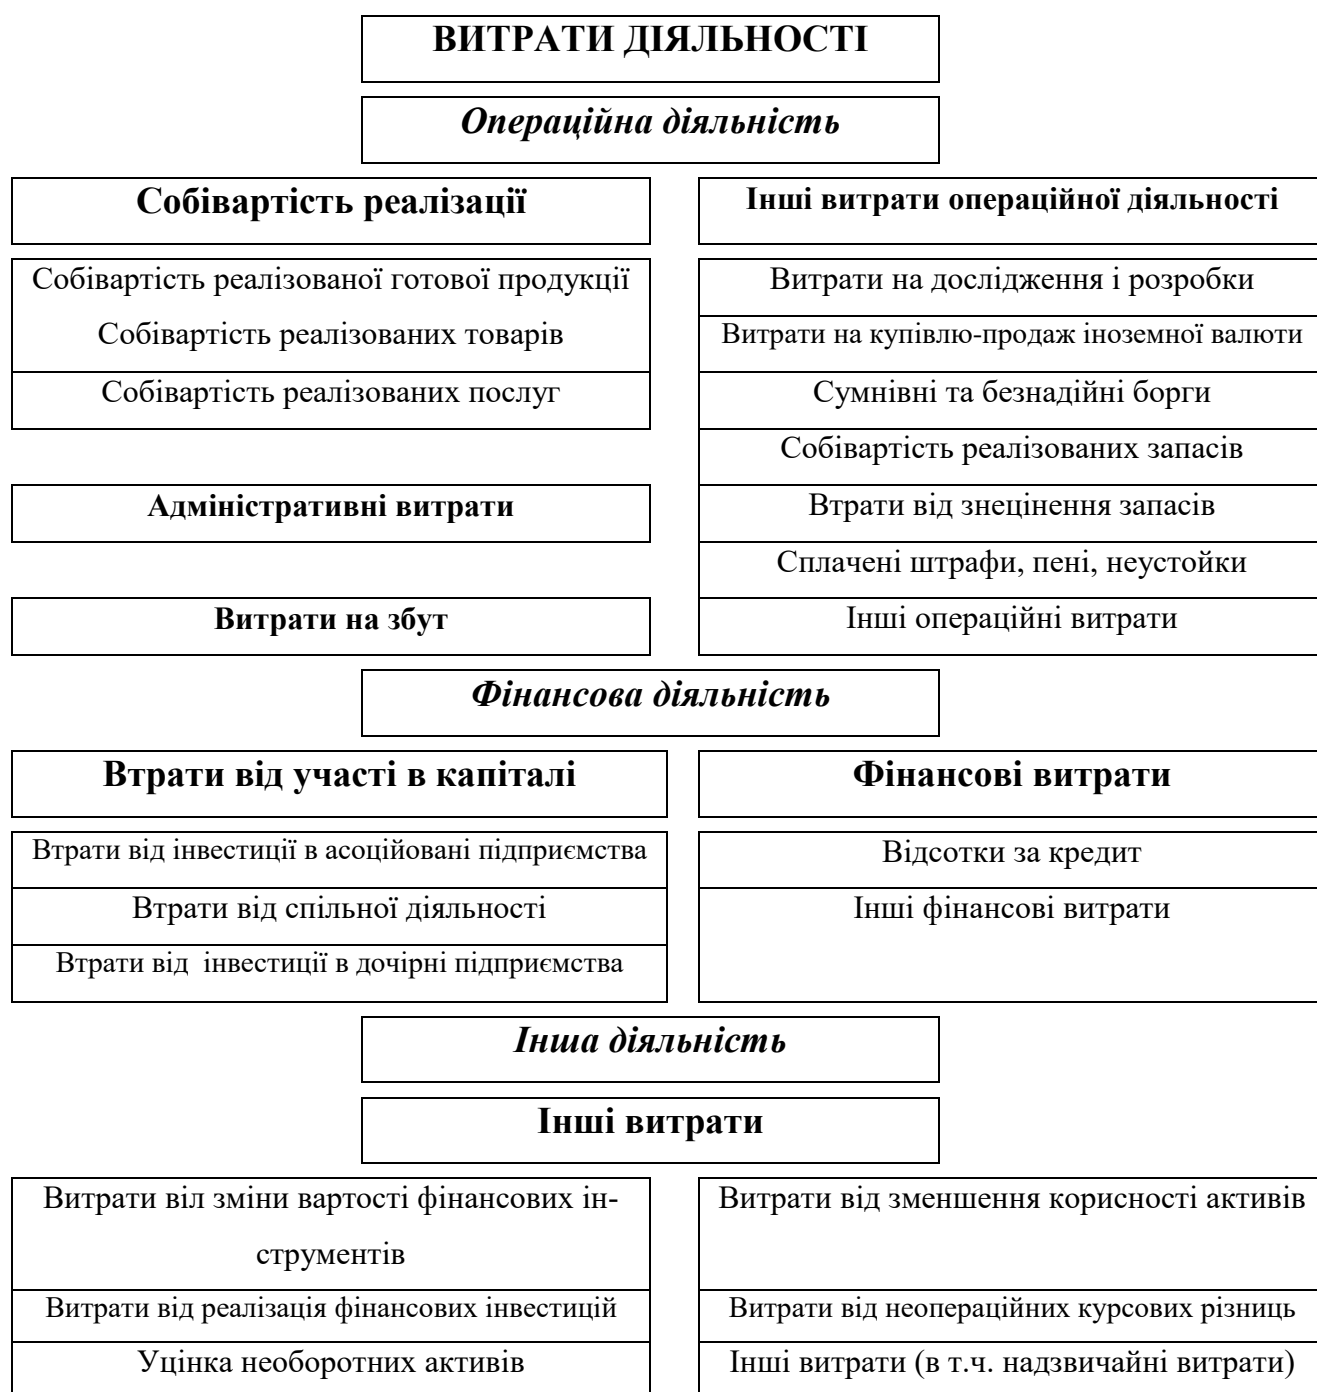 ВИТРАТИ ДІЯЛЬНОСТІ
Операційна діяльність
Собівартість реалізації
Собівартість реалізованої готової продукції
Собівартість реалізованих товарів
Собівартість реалізованих послуг
Адміністративні витрати
Витрати на збут
Інші витрати операційної діяльності
Витрати на дослідження і розробки
Витрати на купівлю-продаж іноземної валюти
Сумнівні та безнадійні борги
Собівартість реалізованих запасів
Втрати від знецінення запасів
Сплачені штрафи, пені, неустойки
Інші операційні витрати
Фінансова діяльність
Втрати від участі в капіталі
Втрати від інвестиції в асоційовані підприємства
Втрати від спільної діяльності
Втрати від  інвестиції в дочірні підприємства
Фінансові витрати
Відсотки за кредит
Інші фінансові витрати
Інша діяльність
Інші витрати
Витрати віл зміни вартості фінансових ін-
струментів
Витрати від реалізація фінансових інвестицій
Уцінка необоротних активів
Витрати від зменшення корисності активів
Витрати від неопераційних курсових різниць
Інші витрати (в т.ч. надзвичайні витрати)